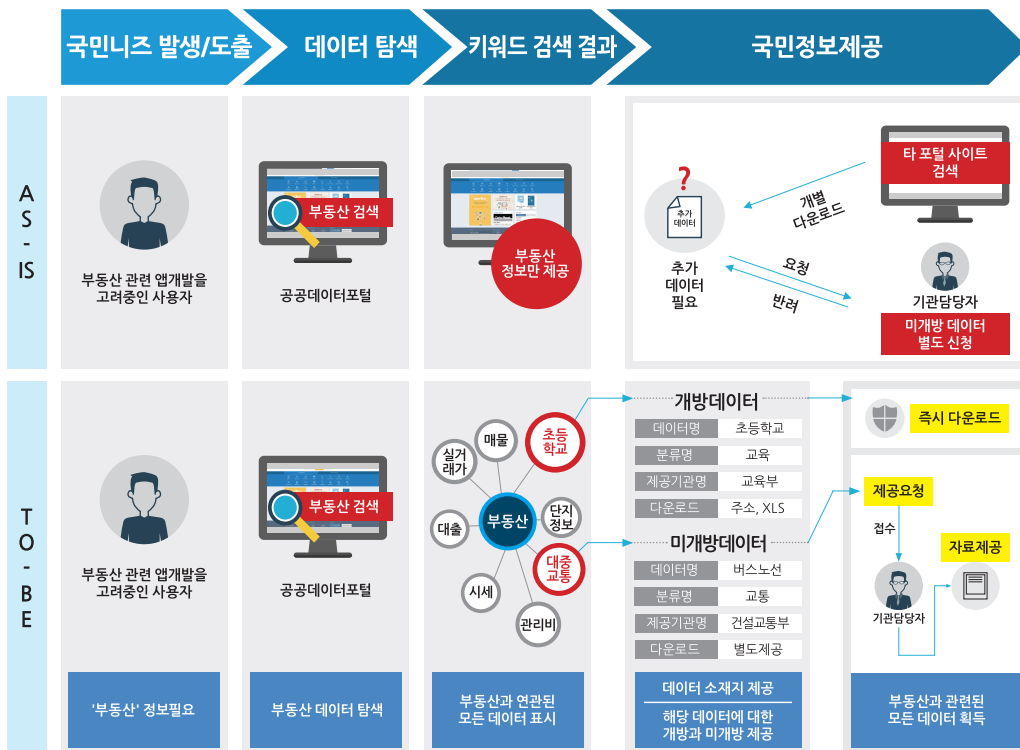 국민니즈 발생/도출
데이터 탐색
키워드 검색 결과
국민정보제공
A
S
-
IS
부동산 관련 앱개발을
고려중인 사용자
부동산 검색
공공데이터포털
부동산
정보만 제공
?
추가
데이터
추가
데이터
필요
개별
다운로드
요청
반려
타 포털 사이트
검색
기관담당자
미개방 데이터
별도 신청
T
O
-
B
E
부동산 관련 앱개발을
고려중인 사용자
'부동산' 정보필요
부동산 검색
공공데이터포털
부동산 데이터 탐색
매물
초등
학교
실거
래가
부동산
단지
정보
대출
대중
교통
시세
관리비
부동산과 연관된
모든 데이터 표시
개방데이터
데이터명 초등학교
분류명 교육
제공기관명 교육부
다운로드 주소, XLS
미개방데이터
데이터명 버스노선
분류명 교통
제공기관명 건설교통부
다운로드 별도제공
데이터 소재지 제공
해당 데이터에 대한
개방과 미개방 제공
즉시 다운로드
제공요청
접수
자료제공
기관담당자
부동산과 관련된
모든 데이터 획득